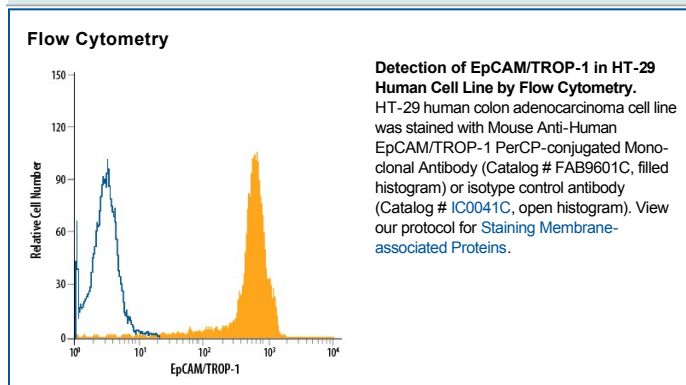 Flow Cytometry
Detection of EpCAM/TROP-1 in HT-29
Human Cell Line by Flow Cytometry.
HT-29 human colon adenocarcinoma cell line
was stained with Mouse Anti-Human
EpCAM/TROP-1 PerCP-conjugated Mono-
clonal Antibody (Catalog # FAB9601C, filled
histogram) or isotype control antibody
(Catalog # IC0041C, open histogram). View
our protocol for Staining Membrane-
associated Proteins.
Relative Cell Number
150
120
90
60
30
0
10⁰ 10¹ 10² 10³ 10⁴
EpCAM/TROP-1